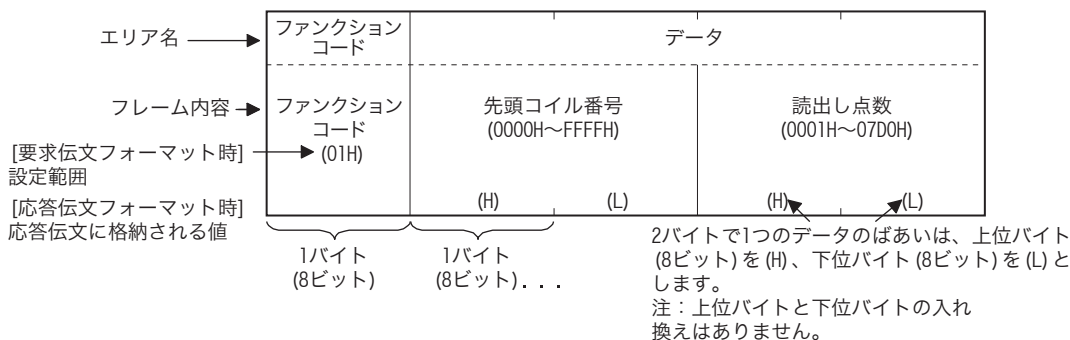 エリア名
ファンクション
コード
データ
フレーム内容
ファンクション
コード
(01H)
先頭コイル番号
(0000H～FFFFH)
読出し点数
(0001H～07D0H)
[要求伝文フォーマット時]
設定範囲
[応答伝文フォーマット時]
応答伝文に格納される値
(H)
(L)
(H)
(L)
1バイト
(8ビット)
1バイト
(8ビット)...
2バイトで1つのデータのばあいは、上位バイト
(8ビット)を(H)、下位バイト(8ビット)を(L)と
します。
注：上位バイトと下位バイトの入れ
換えはありません。